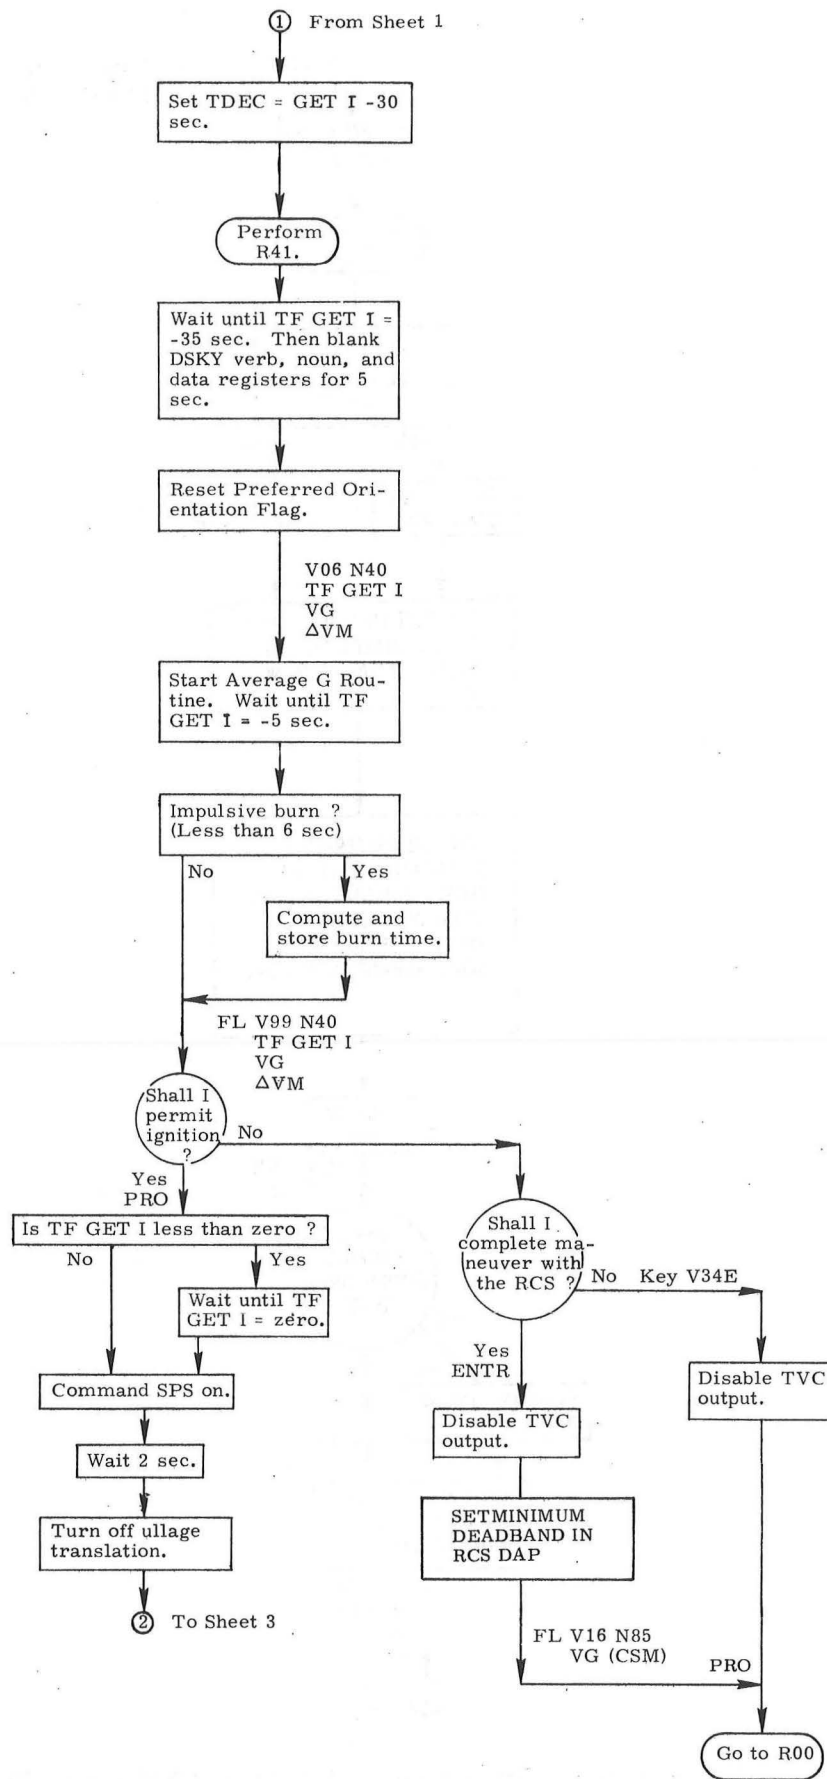 1 From Sheet 1
Set TDEC = GET I -30
sec.
Perform
R41.
Wait until TF GET I =
-35 sec. Then blank
DSKY verb, noun, and
data registers for 5
sec.
Reset Preferred Ori-
entation Flag.
V06 N40
TF GET I
VG
ΔVM
Start Average G Rou-
tine. Wait until TF
GET I = -5 sec.
Impulsive burn ?
(Less than 6 sec)
No
Yes
Compute and
store burn time.
FL V99 N40
TF GET I
VG
ΔVM
Shall I
permit
ignition
?
No
Yes
PRO
Is TF GET I less than zero ?
No
Yes
Wait until TF
GET I = zero.
Command SPS on.
Wait 2 sec.
Turn off ullage
translation.
2 To Sheet 3
Shall I
complete ma-
neuver with
the RCS ?
No Key V34E
Yes
ENTR
Disable TVC
output.
Disable TVC
output.
SETMINIMUM
DEADBAND IN
RCS DAP
FL V16 N85
VG (CSM)
PRO
Go to R00